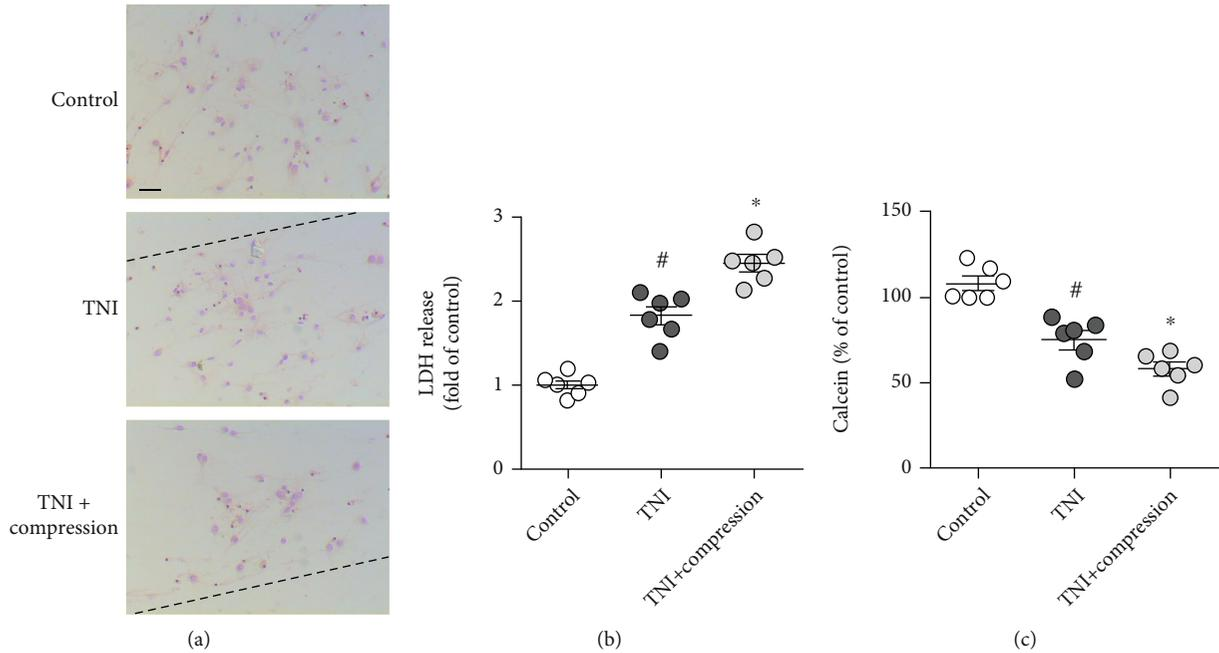 Control
TNI
TNI +
compression
(a)
LDH release
(fold of control)
3
2
1
0
#
*
Control
TNI
TNI+compression
(b)
Calcein (% of control)
150
100
50
0
#
*
Control
TNI
TNI+compression
(c)